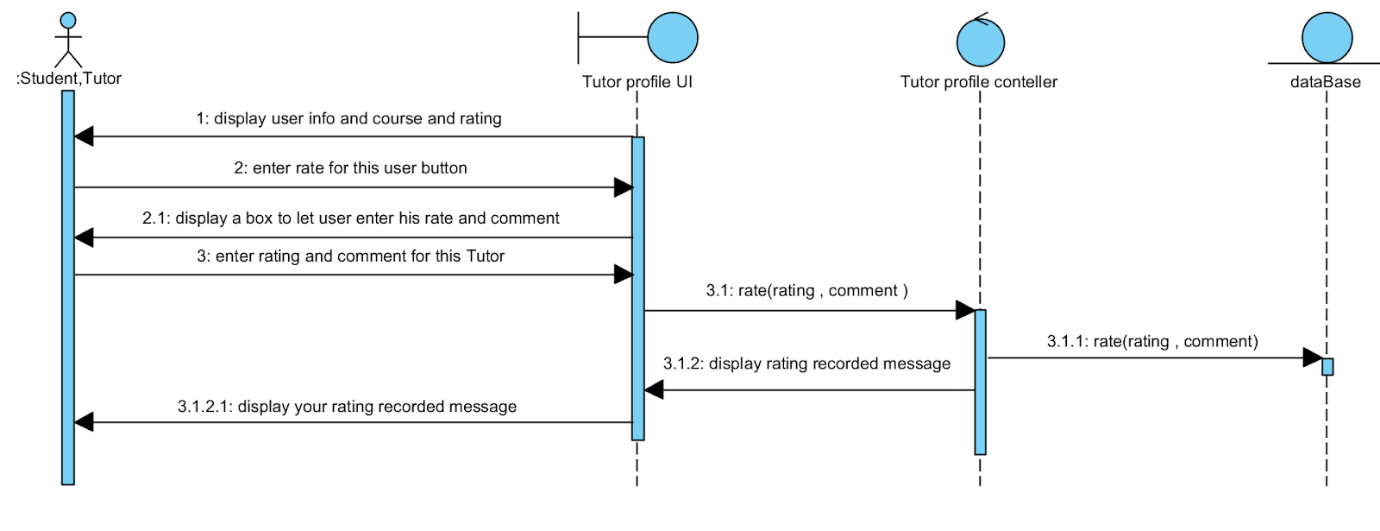 :Student,Tutor
Tutor profile UI
Tutor profile conteller
dataBase
1: display user info and course and rating
2: enter rate for this user button
2.1: display a box to let user enter his rate and comment
3: enter rating and comment for this Tutor
3.1: rate(rating , comment )
3.1.1: rate(rating , comment)
3.1.2: display rating recorded message
3.1.2.1: display your rating recorded message